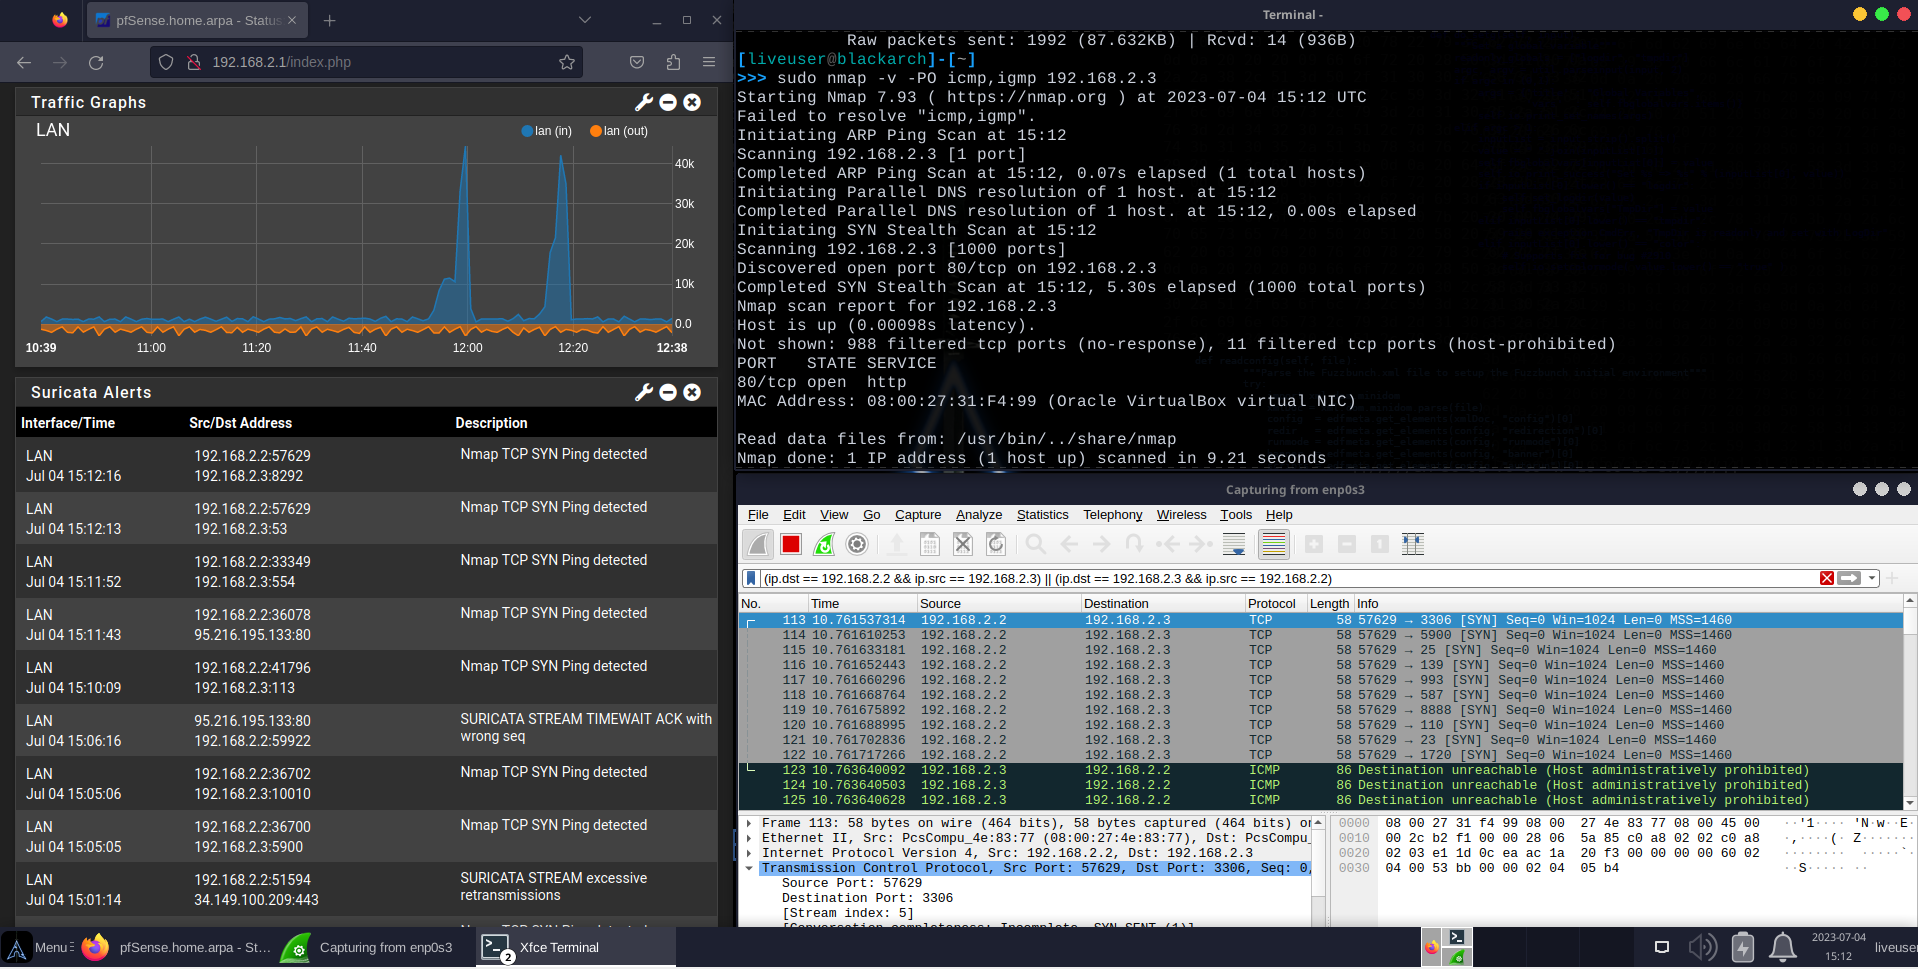 pfSense.home.arpa - Status
192.168.2.1/index.php
Traffic Graphs
LAN
lan (in)
lan (out)
40k
30k
20k
10k
0.0
10:39
11:00
11:20
11:40
12:00
12:20
12:38
Suricata Alerts
Interface/Time Src/Dst Address Description
LAN 192.168.2.2:57629 Nmap TCP SYN Ping detected
Jul 04 15:12:16 192.168.2.3:8292
LAN 192.168.2.2:57629 Nmap TCP SYN Ping detected
Jul 04 15:12:13 192.168.2.3:53
LAN 192.168.2.2:33349 Nmap TCP SYN Ping detected
Jul 04 15:11:52 192.168.2.3:554
LAN 192.168.2.2:36078 Nmap TCP SYN Ping detected
Jul 04 15:11:43 95.216.195.133:80
LAN 192.168.2.2:41796 Nmap TCP SYN Ping detected
Jul 04 15:10:09 192.168.2.3:113
LAN 95.216.195.133:80 SURICATA STREAM TIMEWAIT ACK with
Jul 04 15:06:16 192.168.2.2:59922 wrong seq
LAN 192.168.2.2:36702 Nmap TCP SYN Ping detected
Jul 04 15:05:06 192.168.2.3:10010
LAN 192.168.2.2:36700 Nmap TCP SYN Ping detected
Jul 04 15:05:05 192.168.2.3:5900
LAN 192.168.2.2:51594 SURICATA STREAM excessive
Jul 04 15:01:14 34.149.100.209:443 retransmissions
Terminal -
Raw packets sent: 1992 (87.632KB) | Rcvd: 14 (936B)
[liveuser@blackarch]-[~]
>>> sudo nmap -v -PO icmp,igmp 192.168.2.3
Starting Nmap 7.93 ( https://nmap.org ) at 2023-07-04 15:12 UTC
Failed to resolve "icmp,igmp".
Initiating ARP Ping Scan at 15:12
Scanning 192.168.2.3 [1 port]
Completed ARP Ping Scan at 15:12, 0.07s elapsed (1 total hosts)
Initiating Parallel DNS resolution of 1 host. at 15:12
Completed Parallel DNS resolution of 1 host. at 15:12, 0.00s elapsed
Initiating SYN Stealth Scan at 15:12
Scanning 192.168.2.3 [1000 ports]
Discovered open port 80/tcp on 192.168.2.3
Completed SYN Stealth Scan at 15:12, 5.30s elapsed (1000 total ports)
Nmap scan report for 192.168.2.3
Host is up (0.00098s latency).
Not shown: 988 filtered tcp ports (no-response), 11 filtered tcp ports (host-prohibited)
PORT STATE SERVICE
80/tcp open http
MAC Address: 08:00:27:31:F4:99 (Oracle VirtualBox virtual NIC)
Read data files from: /usr/bin/../share/nmap
Nmap done: 1 IP address (1 host up) scanned in 9.21 seconds
Capturing from enp0s3
File Edit View Go Capture Analyze Statistics Telephony Wireless Tools Help
(ip.dst == 192.168.2.2 && ip.src == 192.168.2.3) || (ip.dst == 192.168.2.3 && ip.src == 192.168.2.2)
No. Time Source Destination Protocol Length Info
113 10.761537314 192.168.2.2 192.168.2.3 TCP 58 57629 → 3306 [SYN] Seq=0 Win=1024 Len=0 MSS=1460
114 10.761610253 192.168.2.2 192.168.2.3 TCP 58 57629 → 5900 [SYN] Seq=0 Win=1024 Len=0 MSS=1460
115 10.761633181 192.168.2.2 192.168.2.3 TCP 58 57629 → 25 [SYN] Seq=0 Win=1024 Len=0 MSS=1460
116 10.761652443 192.168.2.2 192.168.2.3 TCP 58 57629 → 139 [SYN] Seq=0 Win=1024 Len=0 MSS=1460
117 10.761660296 192.168.2.2 192.168.2.3 TCP 58 57629 → 993 [SYN] Seq=0 Win=1024 Len=0 MSS=1460
118 10.761668764 192.168.2.2 192.168.2.3 TCP 58 57629 → 587 [SYN] Seq=0 Win=1024 Len=0 MSS=1460
119 10.761675892 192.168.2.2 192.168.2.3 TCP 58 57629 → 8888 [SYN] Seq=0 Win=1024 Len=0 MSS=1460
120 10.761688995 192.168.2.2 192.168.2.3 TCP 58 57629 → 110 [SYN] Seq=0 Win=1024 Len=0 MSS=1460
121 10.761702836 192.168.2.2 192.168.2.3 TCP 58 57629 → 23 [SYN] Seq=0 Win=1024 Len=0 MSS=1460
122 10.761717266 192.168.2.2 192.168.2.3 TCP 58 57629 → 1720 [SYN] Seq=0 Win=1024 Len=0 MSS=1460
123 10.763640092 192.168.2.3 192.168.2.2 ICMP 86 Destination unreachable (Host administratively prohibited)
124 10.763640503 192.168.2.3 192.168.2.2 ICMP 86 Destination unreachable (Host administratively prohibited)
125 10.763640628 192.168.2.3 192.168.2.2 ICMP 86 Destination unreachable (Host administratively prohibited)
Frame 113: 58 bytes on wire (464 bits), 58 bytes captured (464 bits) on
Ethernet II, Src: PcsCompu_4e:83:77 (08:00:27:4e:83:77), Dst: PcsCompu_
Internet Protocol Version 4, Src: 192.168.2.2, Dst: 192.168.2.3
Transmission Control Protocol, Src Port: 57629, Dst Port: 3306, Seq: 0,
Source Port: 57629
Destination Port: 3306
[Stream index: 5]
[Conversation completeness: Incomplete, SYN_SENT (1)]
0000 08 00 27 31 f4 99 08 00 27 4e 83 77 08 00 45 00 ··'1···· 'N·w··E·
0010 00 2c b2 f1 00 00 28 06 5a 85 c0 a8 02 02 c0 a8 ·,····(· Z·······
0020 02 03 e1 1d 0c ea ac 1a 20 f3 00 00 00 00 60 02 ········ ·····`·
0030 04 00 53 bb 00 00 02 04 05 b4 ··S····· ··
Menu
pfSense.home.arpa - St...
Capturing from enp0s3
2
Xfce Terminal
2023-07-04
15:12
liveuser